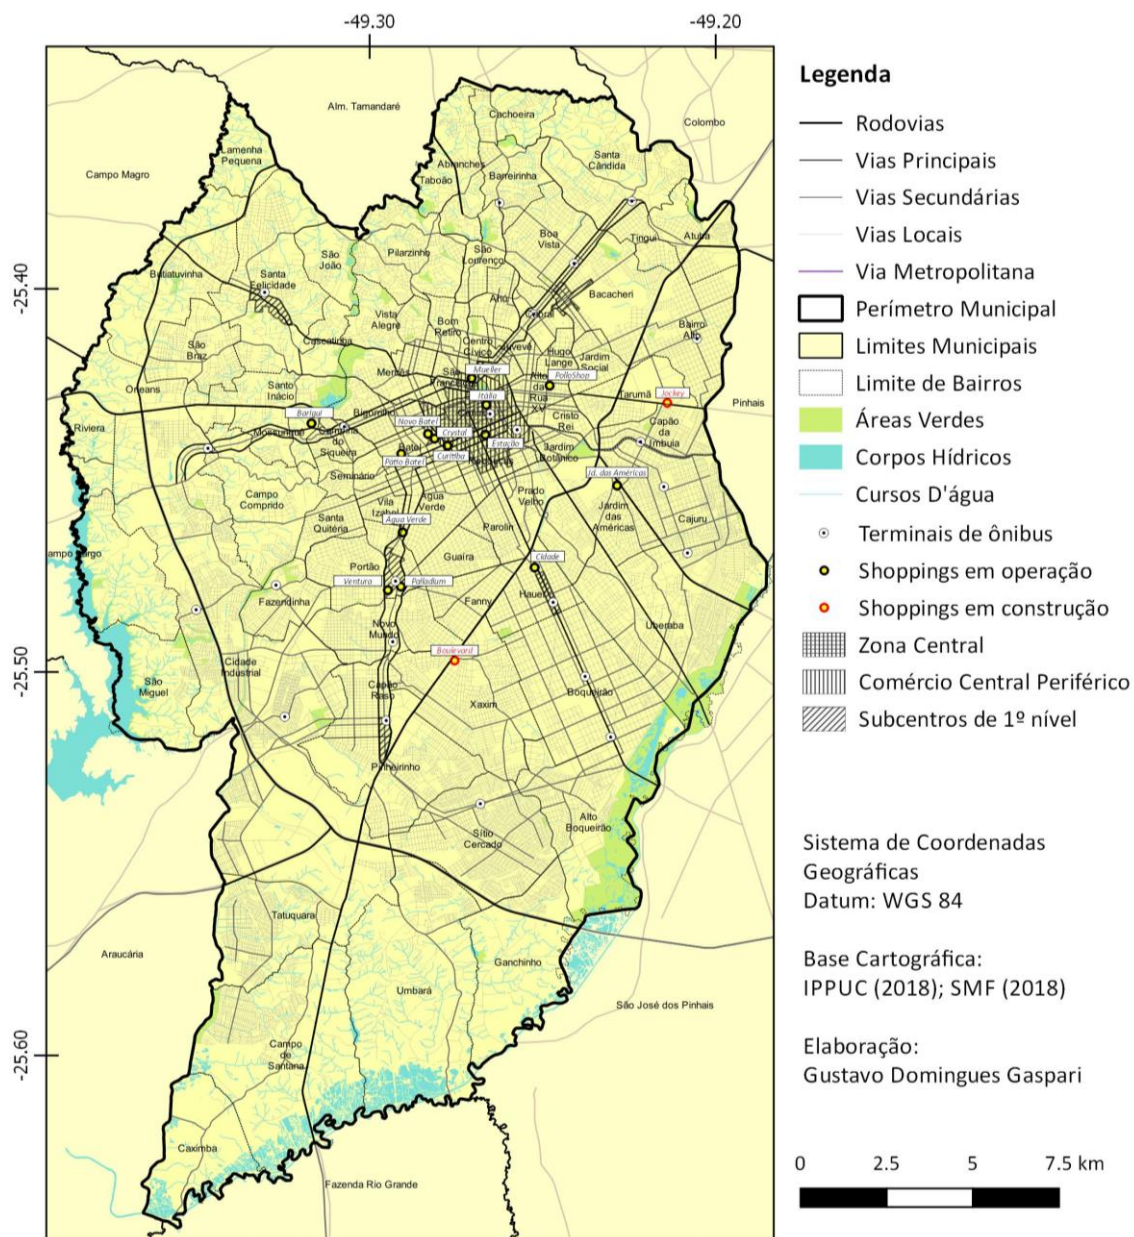 -49.30
-49.20
-25.40
-25.50
-25.60
Alm. Tamandaré
Cachoeira
Colombo
Lamenha
Pequena
Campo Magro
Abranches
Taboão
Barreirinha
Santa
Cândida
Boa
Vista
Tingui
Atuba
São
João
Pilarzinho
São
Lourenço
Butiatuvinha
Santa
Felicidade
Bacacheri
Ahú
Cabral
Vista
Alegre
Bom
Retiro
Centro
Cívico
Juvevê
Hugo
Lange
Jardim
Social
Bairro
Alto
São
Braz
Cascatinha
Mercês
São
Francisco
Mueller
Alto
da
Rua
XV
PolloShop
Orleans
Santo
Inácio
Itália
Tarumã
Jockey
Pinhais
Riviera
Barigui
Bigorrilho
Novo Batel
Crystal
Estação
Cristo
Rei
Capão
da
Imbuia
Mossunguê
Campina
do
Siqueira
Batel
Curitiba
Rebouças
Jardim
Botânico
Pátio Batel
Seminário
Jd. das Américas
Campo
Comprido
Santa
Quitéria
Vila
Izabel
Água
Verde
Prado
Velho
Jardim
das
Américas
Água Verde
Parolin
Cajuru
Campo Largo
Portão
Guaíra
Cidade
Ventura
Palladium
Fazendinha
Fanny
Hauer
Novo
Mundo
Uberaba
Boulevard
Cidade
Industrial
São
Miguel
Capão
Raso
Boqueirão
Xaxim
Pinheirinho
Sítio
Cercado
Alto
Boqueirão
Tatuquara
Araucária
Ganchinho
Umbará
São José dos Pinhais
Campo
de
Santana
Caximba
Fazenda Rio Grande
Legenda
Rodovias
Vias Principais
Vias Secundárias
Vias Locais
Via Metropolitana
Perímetro Municipal
Limites Municipais
Limite de Bairros
Áreas Verdes
Corpos Hídricos
Cursos D'água
Terminais de ônibus
Shoppings em operação
Shoppings em construção
Zona Central
Comércio Central Periférico
Subcentros de 1º nível
Sistema de Coordenadas
Geográficas
Datum: WGS 84
Base Cartográfica:
IPPUC (2018); SMF (2018)
Elaboração:
Gustavo Domingues Gaspari
0 2.5 5 7.5 km